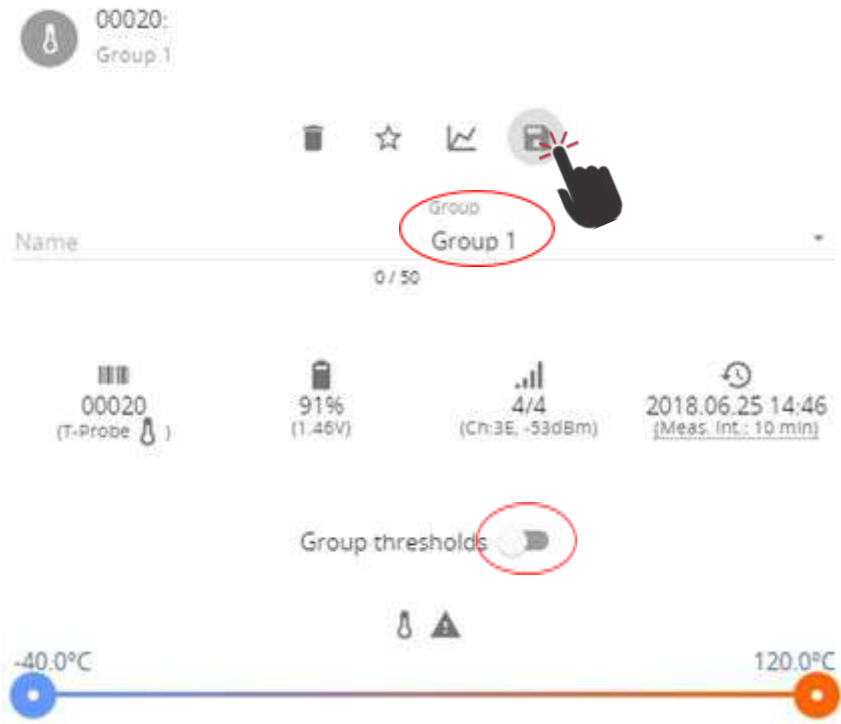 00020:
Group 1
Group
Name
Group 1
0 / 50
00020
91%
4/4
2018.06.25 14:46
(T-Probe )
(1.46V)
(Ch:3E, -53dBm)
(Meas. Int.: 10 min)
Group thresholds
-40.0°C
120.0°C